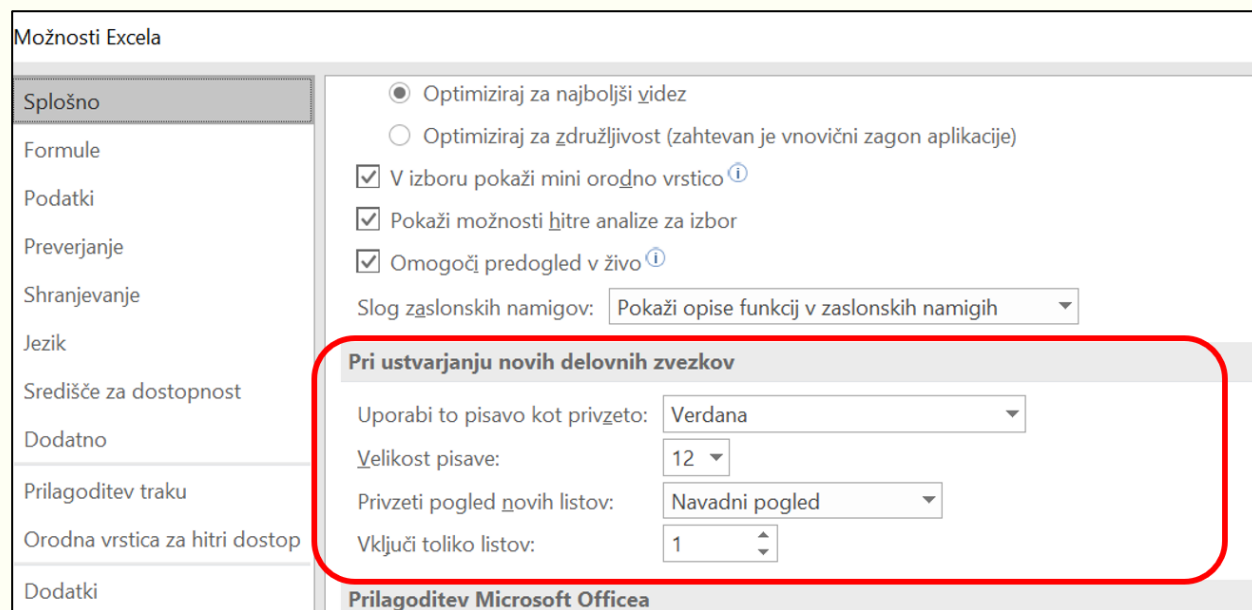 Možnosti Excela
Splošno
Formule
Podatki
Preverjanje
Shranjevanje
Jezik
Središče za dostopnost
Dodatno
Prilagoditev traku
Orodna vrstica za hitri dostop
Dodatki
Optimiziraj za najboljši videz
Optimiziraj za združljivost (zahtevan je vnovični zagon aplikacije)
V izboru pokaži mini orodno vrstico
Pokaži možnosti hitre analize za izbor
Omogoči predogled v živo
Slog zaslonskih namigov: Pokaži opise funkcij v zaslonskih namigih
Pri ustvarjanju novih delovnih zvezkov
Uporabi to pisavo kot privzeto: Verdana
Velikost pisave: 12
Privzeti pogled novih listov: Navadni pogled
Vključi toliko listov: 1
Prilagoditev Microsoft Officea